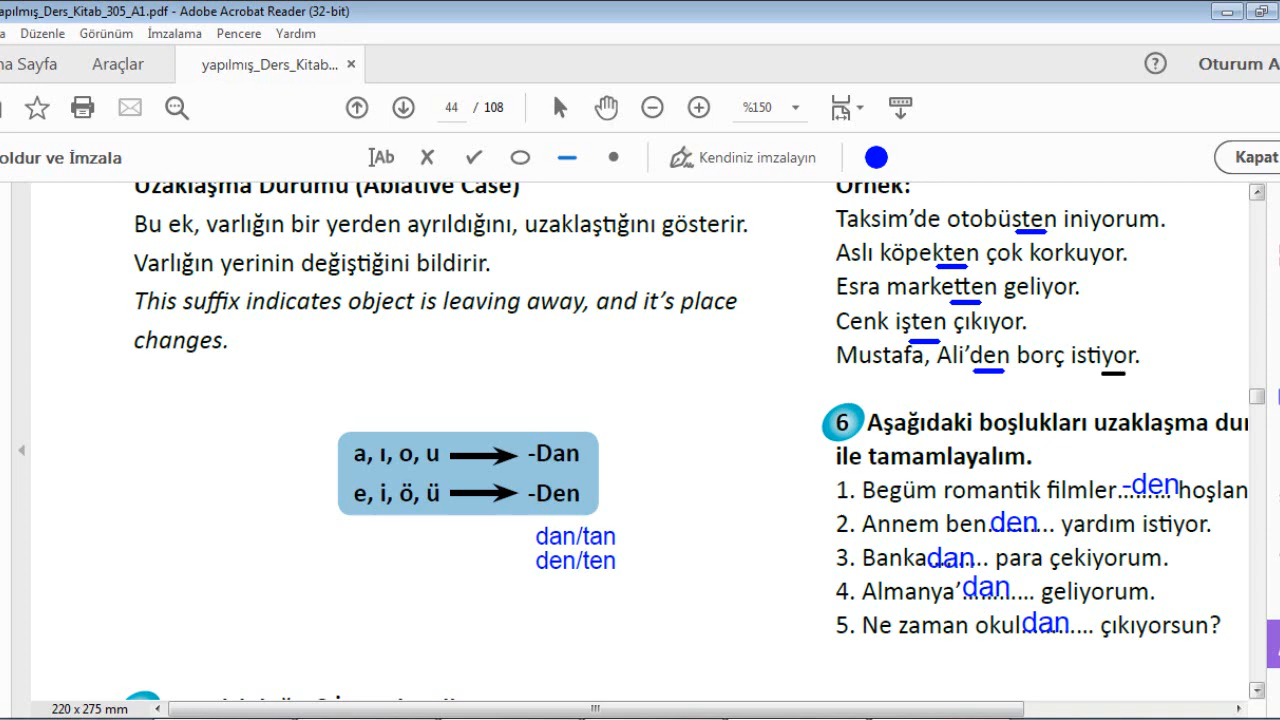 apılmış_Ders_Kitab_305_A1.pdf - Adobe Acrobat Reader (32-bit)
a Düzenle Görünüm İmzalama Pencere Yardım
na Sayfa Araçlar yapılmış_Ders_Kitab... × ? Oturum A
44 / 108 %150
oldur ve İmzala Ab Kendiniz imzalayın Kapat
Uzaklaşma Durumu (Ablative Case)
Bu ek, varlığın bir yerden ayrıldığını, uzaklaştığını gösterir.
Varlığın yerinin değiştiğini bildirir.
This suffix indicates object is leaving away, and it's place
changes.
a, ı, o, u -Dan
e, i, ö, ü -Den
dan/tan
den/ten
Örnek:
Taksim'de otobüsten iniyorum.
Aslı köpekten çok korkuyor.
Esra marketten geliyor.
Cenk işten çıkıyor.
Mustafa, Ali'den borç istiyor.
6 Aşağıdaki boşlukları uzaklaşma du
ile tamamlayalım.
1. Begüm romantik filmler...-den... hoşlan
2. Annem ben.den....... yardım istiyor.
3. Bankadan........ para çekiyorum.
4. Almanya'dan........... geliyorum.
5. Ne zaman okul.dan....... çıkıyorsun?
220 x 275 mm